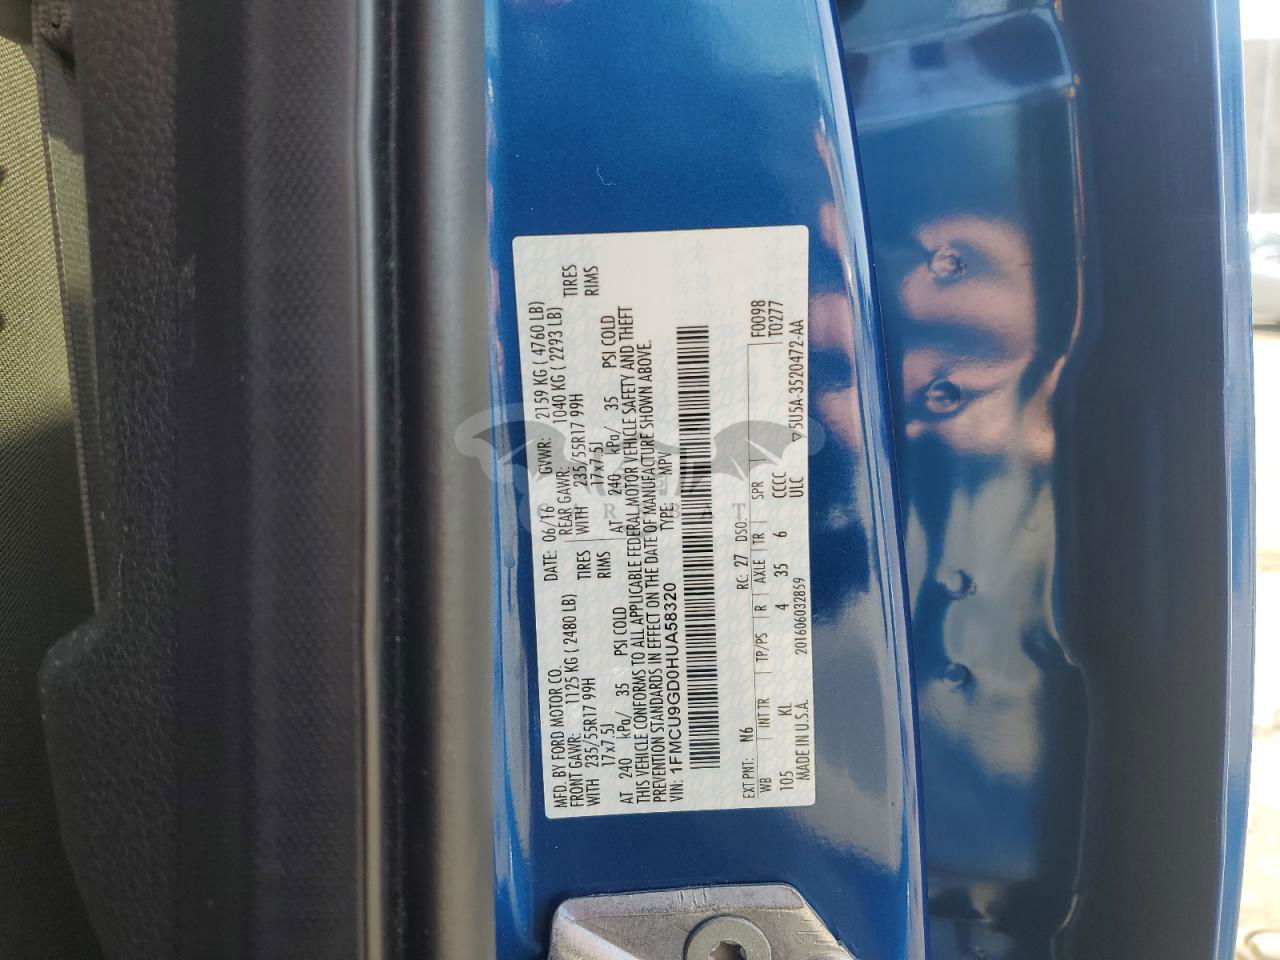 MFD. BY FORD MOTOR CO.
DATE: 06/16 GVWR: 2159 KG ( 4760 LB)
FRONT GAWR: 1125 KG ( 2480 LB) REAR GAWR: 1040 KG ( 2293 LB)
WITH 235/55R17 99H TIRES WITH 235/55R17 99H TIRES
17x7.5J RIMS 17x7.5J RIMS
AT 240 kPa/ 35 PSI COLD AT 240 kPa/ 35 PSI COLD
THIS VEHICLE CONFORMS TO ALL APPLICABLE FEDERAL MOTOR VEHICLE SAFETY AND THEFT
PREVENTION STANDARDS IN EFFECT ON THE DATE OF MANUFACTURE SHOWN ABOVE.
VIN: 1FMCU9GD0HUA58320 TYPE: MPV
EXT PNT: N6 RC: 27 DSO: F0098
WB INT TR TP/PS R AXLE TR SPR T0277
105 KL 4 35 6 CCCC
MADE IN U.S.A. 201606032859 ULC 5U5A-3520472-AA